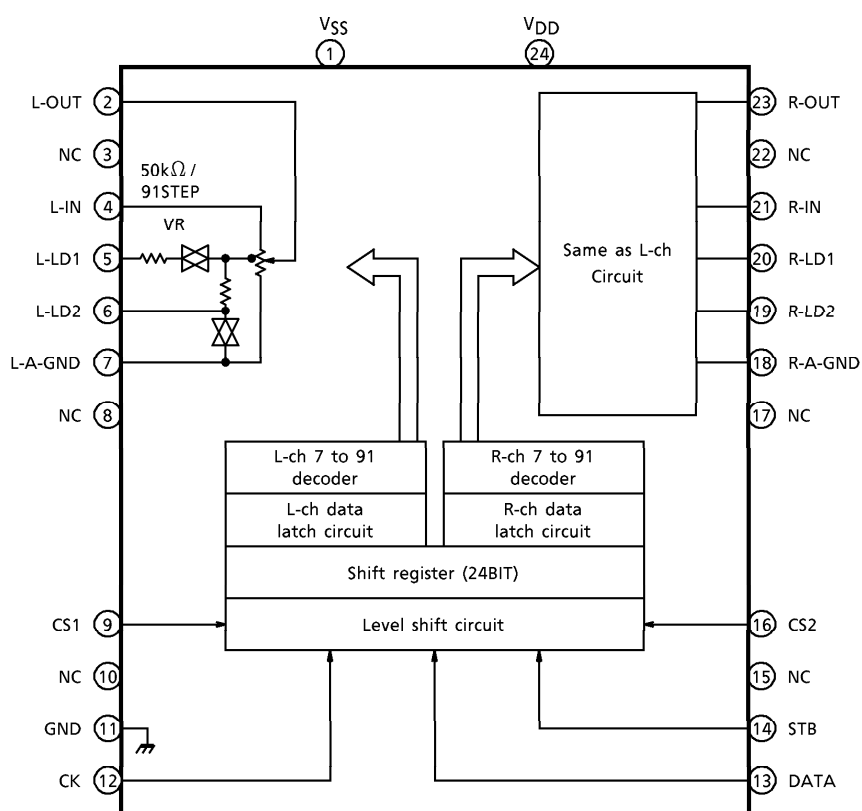 VSS
VDD
1
24
L-OUT 2
23 R-OUT
NC 3
22 NC
50kΩ /
91STEP
L-IN 4
21 R-IN
VR
L-LD1 5
20 R-LD1
Same as L-ch
Circuit
L-LD2 6
19 R-LD2
L-A-GND 7
18 R-A-GND
NC 8
17 NC
L-ch 7 to 91
decoder
R-ch 7 to 91
decoder
L-ch data
latch circuit
R-ch data
latch circuit
Shift register (24BIT)
Level shift circuit
CS1 9
16 CS2
NC 10
15 NC
GND 11
14 STB
CK 12
13 DATA